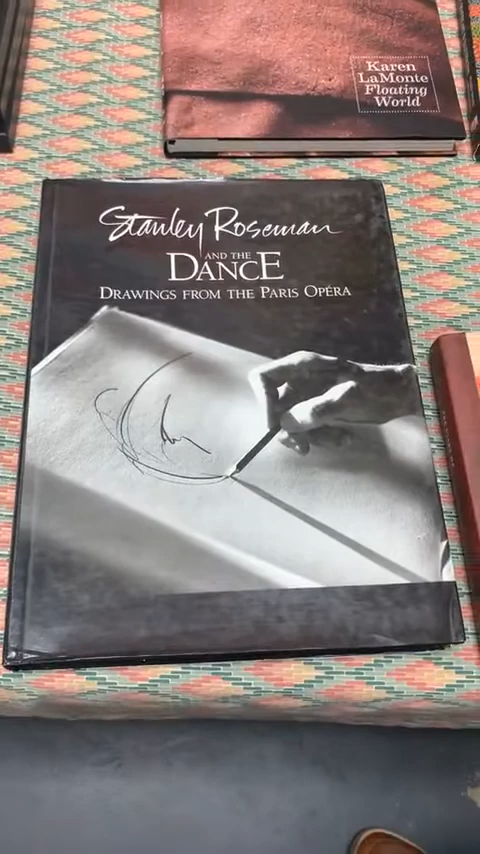 Karen
LaMonte
Floating
World
Stanley Roseman
AND THE
DANCE
DRAWINGS FROM THE PARIS OPÉRA